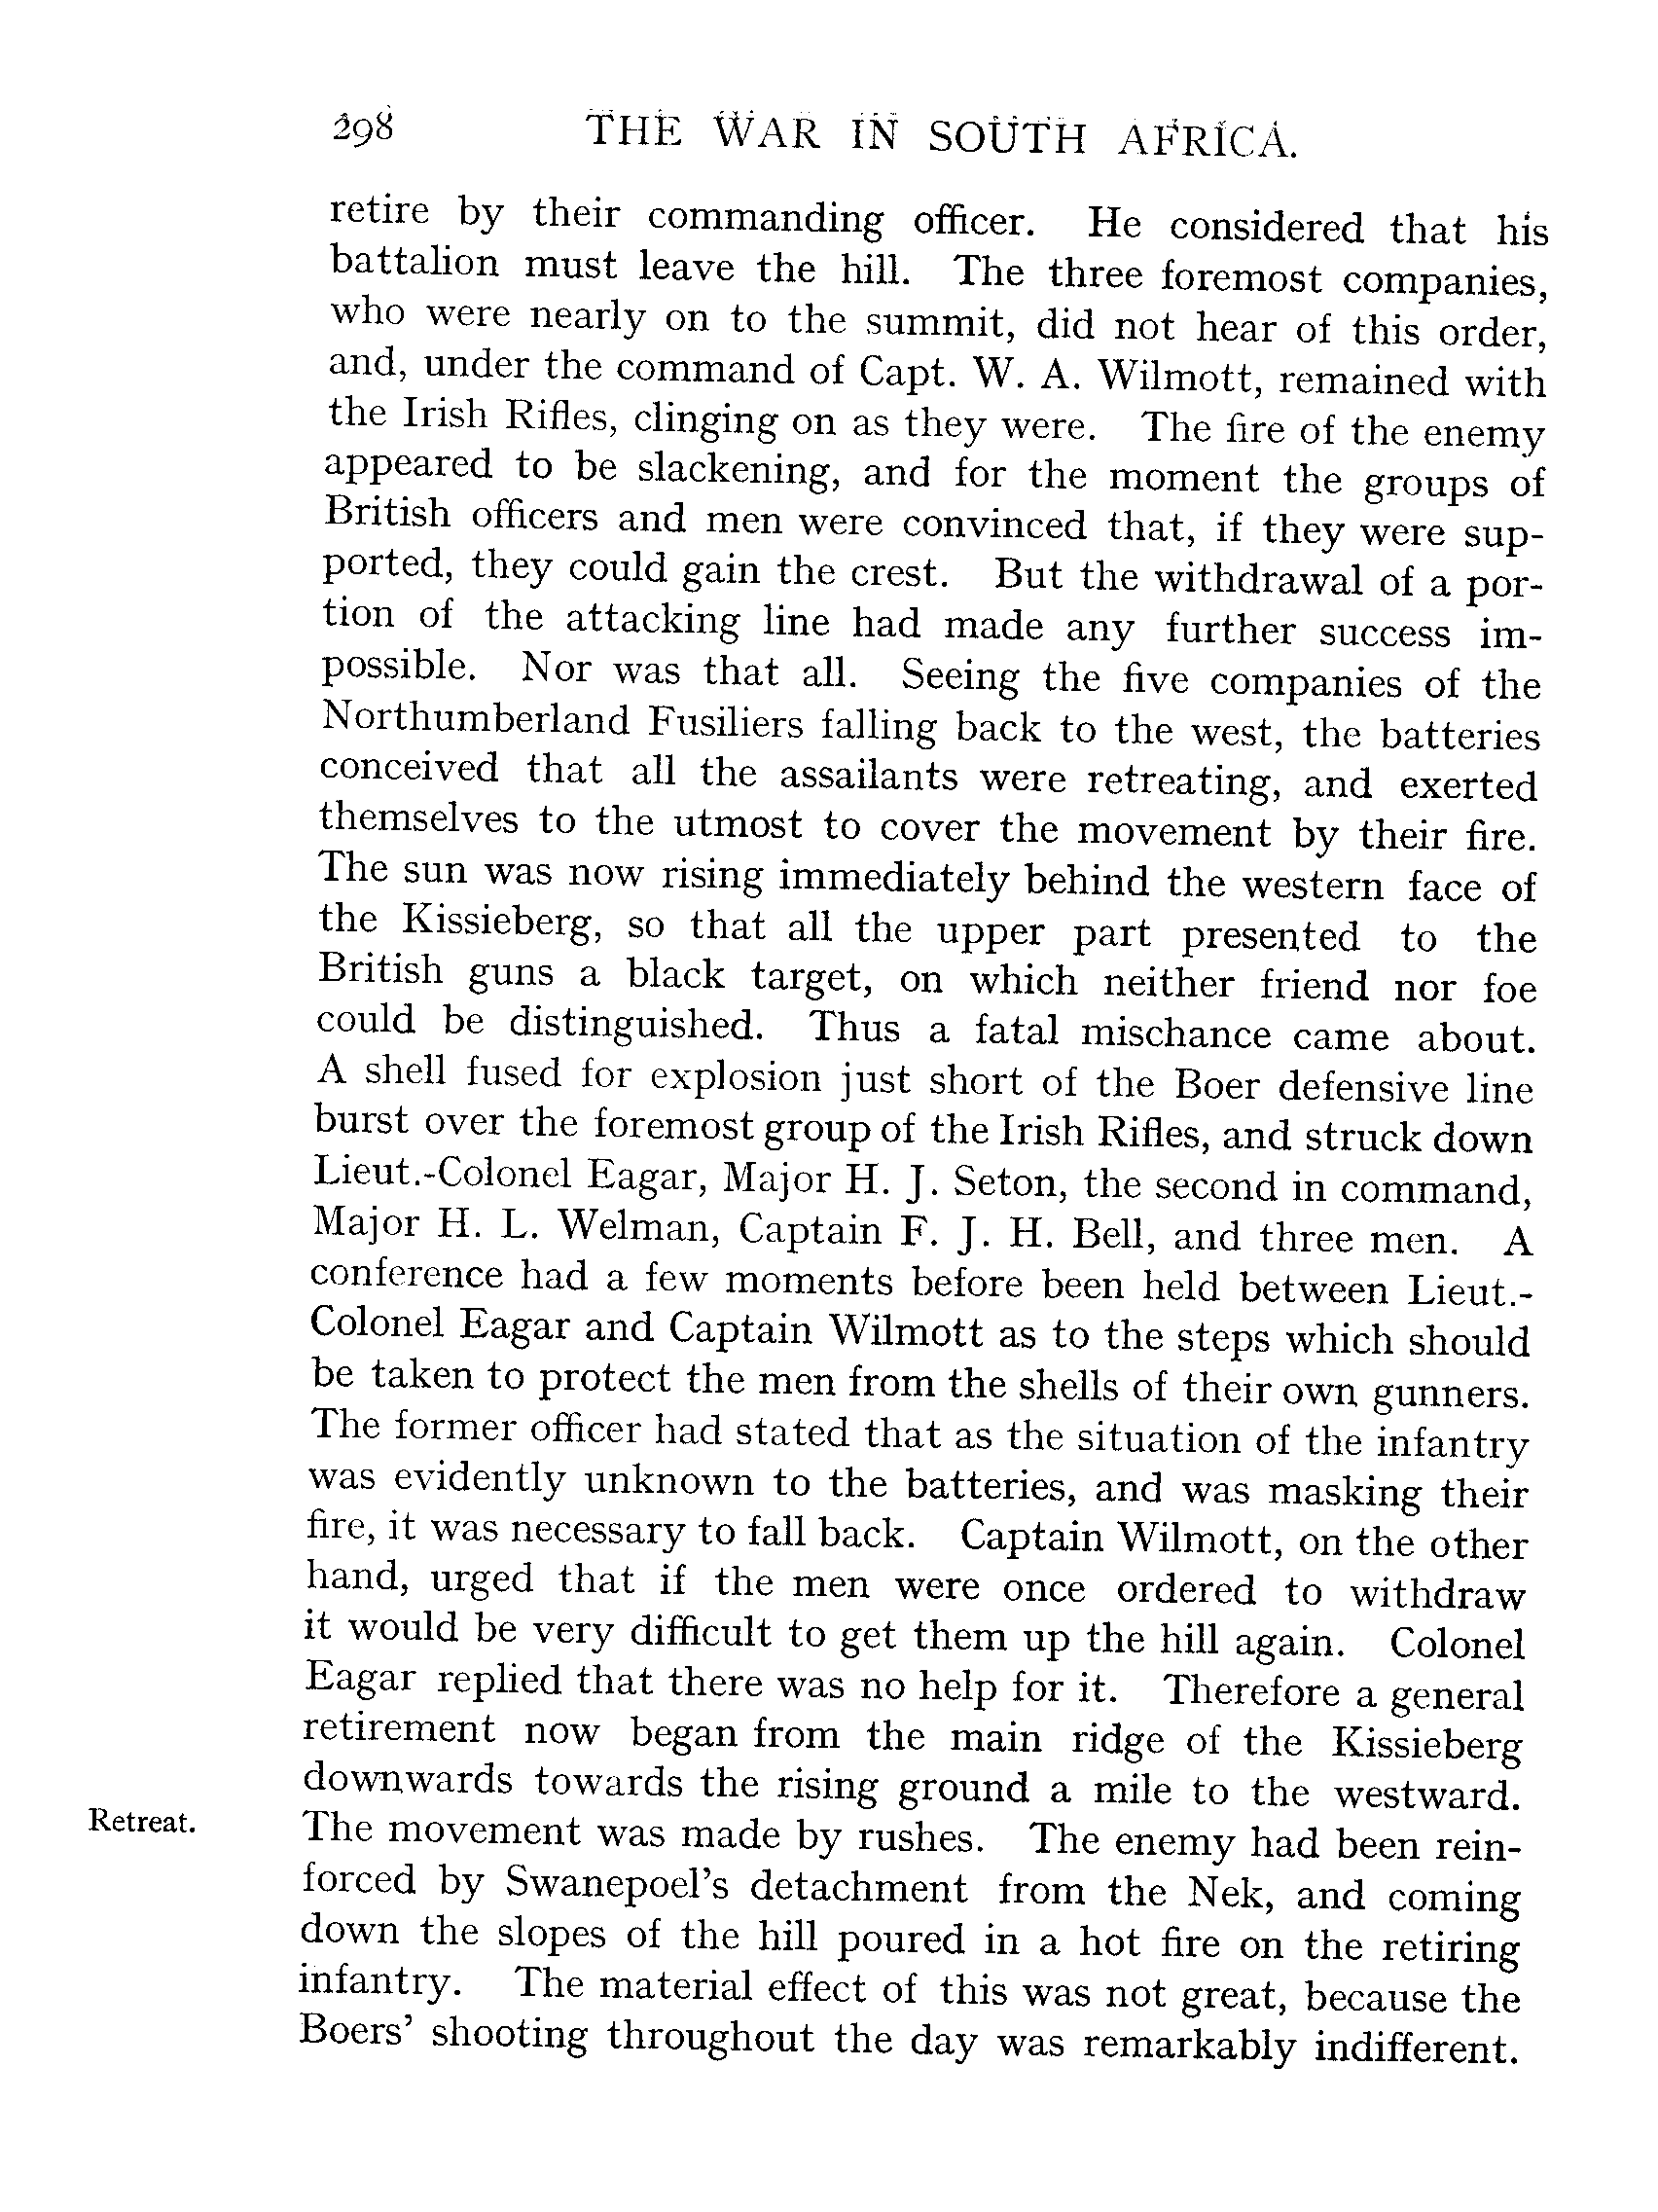 298 THE WAR IN SOUTH AFRICA.
retire by their commanding officer. He considered that his
battalion must leave the hill. The three foremost companies,
who were nearly on to the summit, did not hear of this order,
and, under the command of Capt. W. A. Wilmott, remained with
the Irish Rifles, clinging on as they were. The fire of the enemy
appeared to be slackening, and for the moment the groups of
British officers and men were convinced that, if they were sup-
ported, they could gain the crest. But the withdrawal of a por-
tion of the attacking line had made any further success im-
possible. Nor was that all. Seeing the five companies of the
Northumberland Fusiliers falling back to the west, the batteries
conceived that all the assailants were retreating, and exerted
themselves to the utmost to cover the movement by their fire.
The sun was now rising immediately behind the western face of
the Kissieberg, so that all the upper part presented to the
British guns a black target, on which neither friend nor foe
could be distinguished. Thus a fatal mischance came about.
A shell fused for explosion just short of the Boer defensive line
burst over the foremost group of the Irish Rifles, and struck down
Lieut.-Colonel Eagar, Major H. J. Seton, the second in command,
Major H. L. Welman, Captain F. J. H. Bell, and three men. A
conference had a few moments before been held between Lieut.-
Colonel Eagar and Captain Wilmott as to the steps which should
be taken to protect the men from the shells of their own gunners.
The former officer had stated that as the situation of the infantry
was evidently unknown to the batteries, and was masking their
fire, it was necessary to fall back. Captain Wilmott, on the other
hand, urged that if the men were once ordered to withdraw
it would be very difficult to get them up the hill again. Colonel
Eagar replied that there was no help for it. Therefore a general
retirement now began from the main ridge of the Kissieberg
downwards towards the rising ground a mile to the westward.
Retreat. The movement was made by rushes. The enemy had been rein-
forced by Swanepoel's detachment from the Nek, and coming
down the slopes of the hill poured in a hot fire on the retiring
infantry. The material effect of this was not great, because the
Boers' shooting throughout the day was remarkably indifferent.